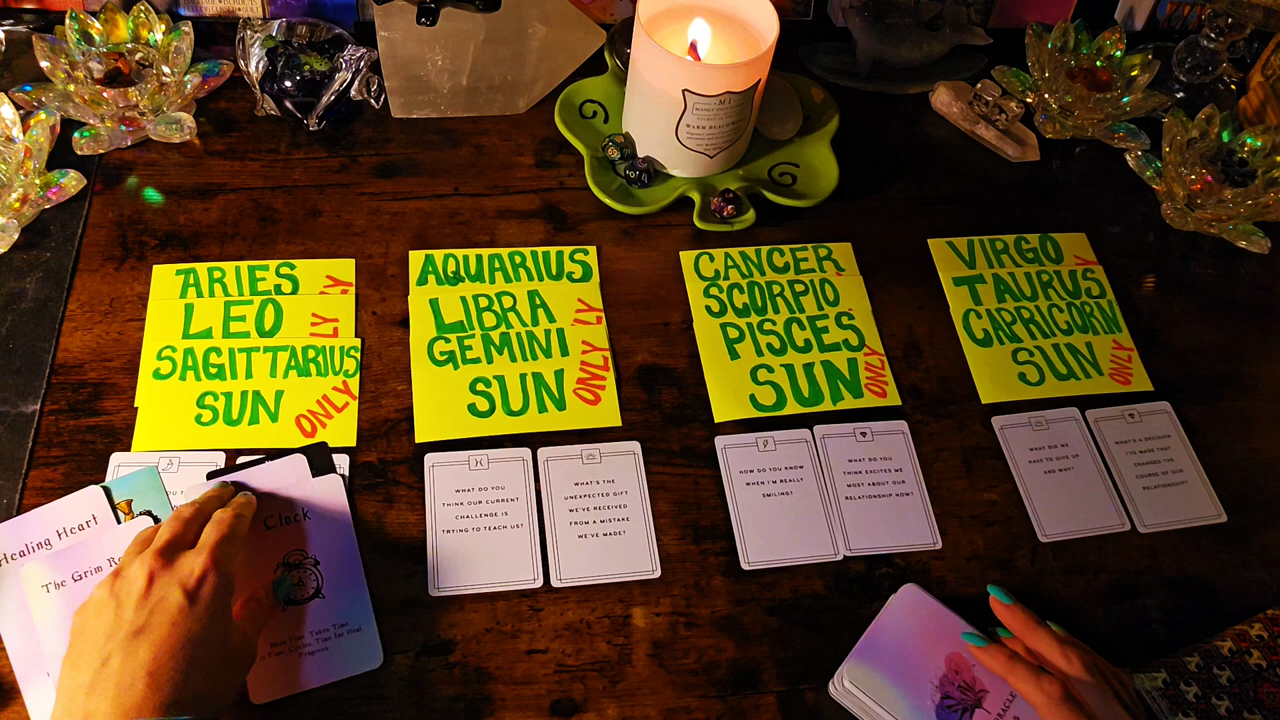 M I
ARIES
LEO
LY
SAGITTARIUS
SUN
ONLY
AQUARIUS
LIBRA
LY
GEMINI
SUN
ONLY
CANCER
SCORPIO
PISCES
SUN
ONLY
VIRGO
TAURUS
CAPRICORN
SUN
ONLY
Healing Heart
The Grim
Clock
WHAT DO YOU
THINK OUR CURRENT
CHALLENGE IS
TRYING TO TEACH US?
WHAT'S THE
UNEXPECTED GIFT
WE'VE RECEIVED
FROM A MISTAKE
WE'VE MADE?
HOW DO YOU KNOW
WHEN I'M REALLY
SMILING?
WHAT DO YOU
THINK EXCITES ME
MOST ABOUT OUR
RELATIONSHIP NOW?
WHAT DID WE
HAVE TO GIVE UP
AND WHY?
WHAT'S A DECISION
I'VE MADE THAT
CHANGED THE
COURSE OF OUR
RELATIONSHIP?